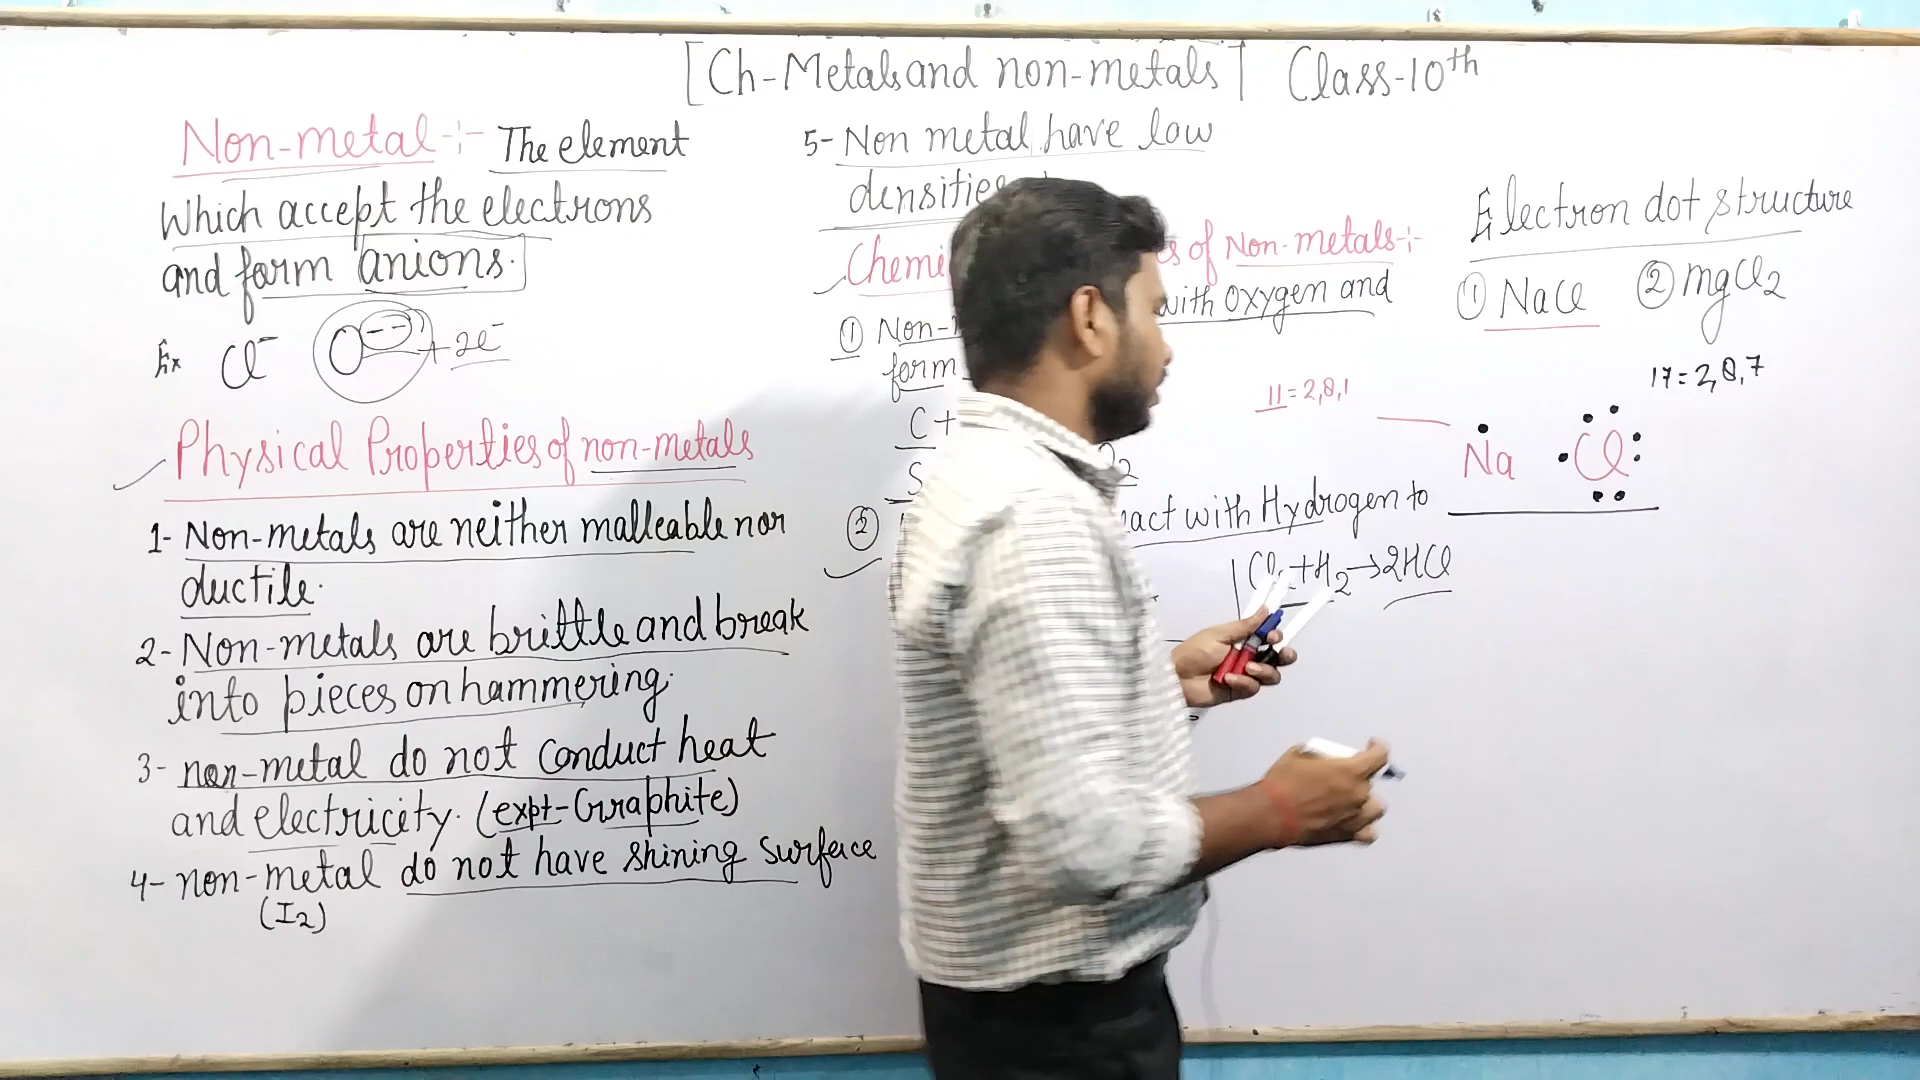 [Ch-Metals and non-metals] Class-10th
Non-metal -:- The element
Which accept the electrons
and form anions.
Ex Cl⁻ O⁻⁻ + 2e⁻
Physical Properties of non-metals
1- Non-metals are neither malleable nor
ductile.
2- Non-metals are brittle and break
into pieces on hammering.
3- non-metal do not conduct heat
and electricity. (expt-Graphite)
4- non-metal do not have shining surface
(I₂)
5- Non metal have low
densities
of Non-metals-:-
① Non- with oxygen and
form
C +
S
②  with Hydrogen to
Cl₂+H₂→2HCl
Electron dot structure
① NaCl ② MgCl₂
11=2,8,1
17=2,8,7
Na Cl